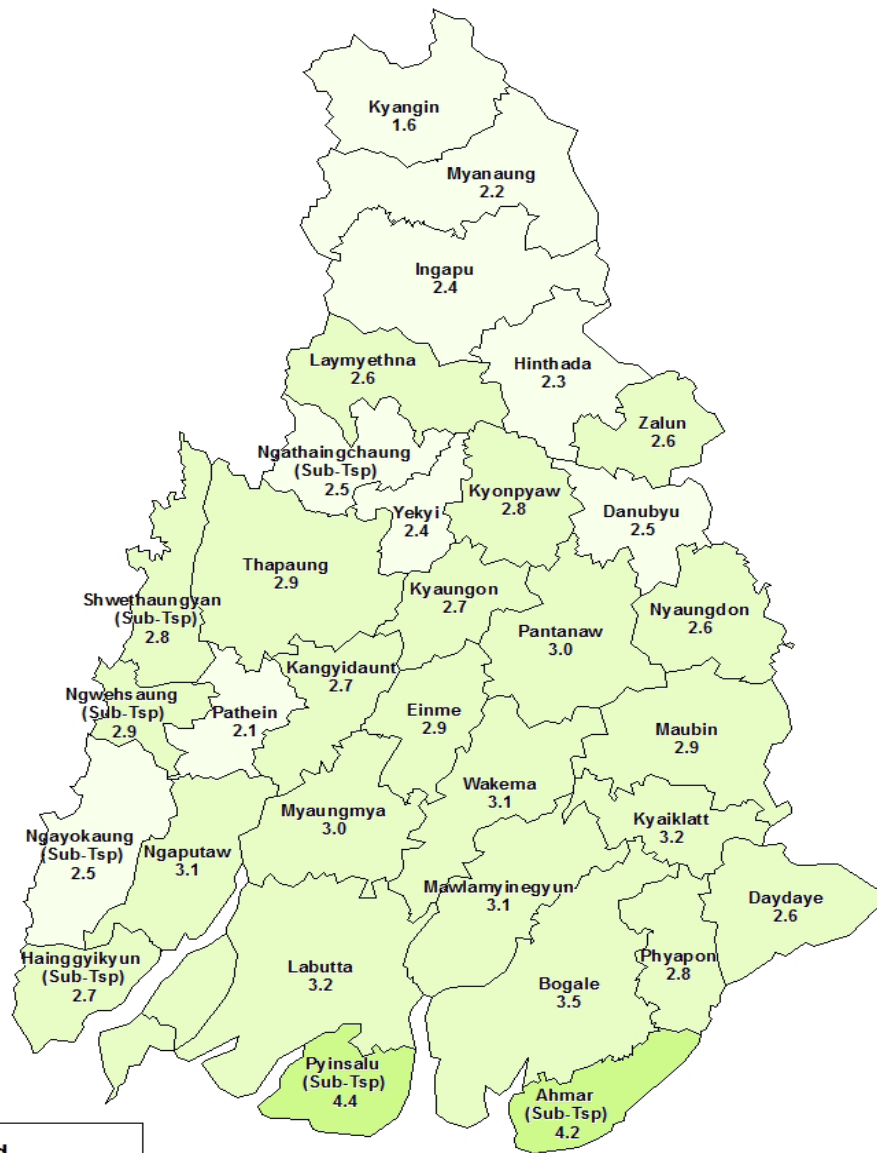 Kyangin
1.6
Myanaung
2.2
Ingapu
2.4
Laymyethna
2.6
Hinthada
2.3
Zalun
2.6
Ngathaingchaung
(Sub-Tsp)
2.5
Yekyi
2.4
Kyonpyaw
2.8
Danubyu
2.5
Thapaung
2.9
Shwethaungyan
(Sub-Tsp)
2.8
Kyaungon
2.7
Nyaungdon
2.6
Pantanaw
3.0
Kangyidaunt
2.7
Ngwehsaung
(Sub-Tsp)
2.9
Pathein
2.1
Einme
2.9
Maubin
2.9
Wakema
3.1
Myaungmya
3.0
Kyaiklatt
3.2
Ngayokaung
(Sub-Tsp)
2.5
Ngaputaw
3.1
Mawlamyinegyun
3.1
Daydaye
2.6
Hainggyikyun
(Sub-Tsp)
2.7
Labutta
3.2
Phyapon
2.8
Bogale
3.5
Pyinsalu
(Sub-Tsp)
4.4
Ahmar
(Sub-Tsp)
4.2